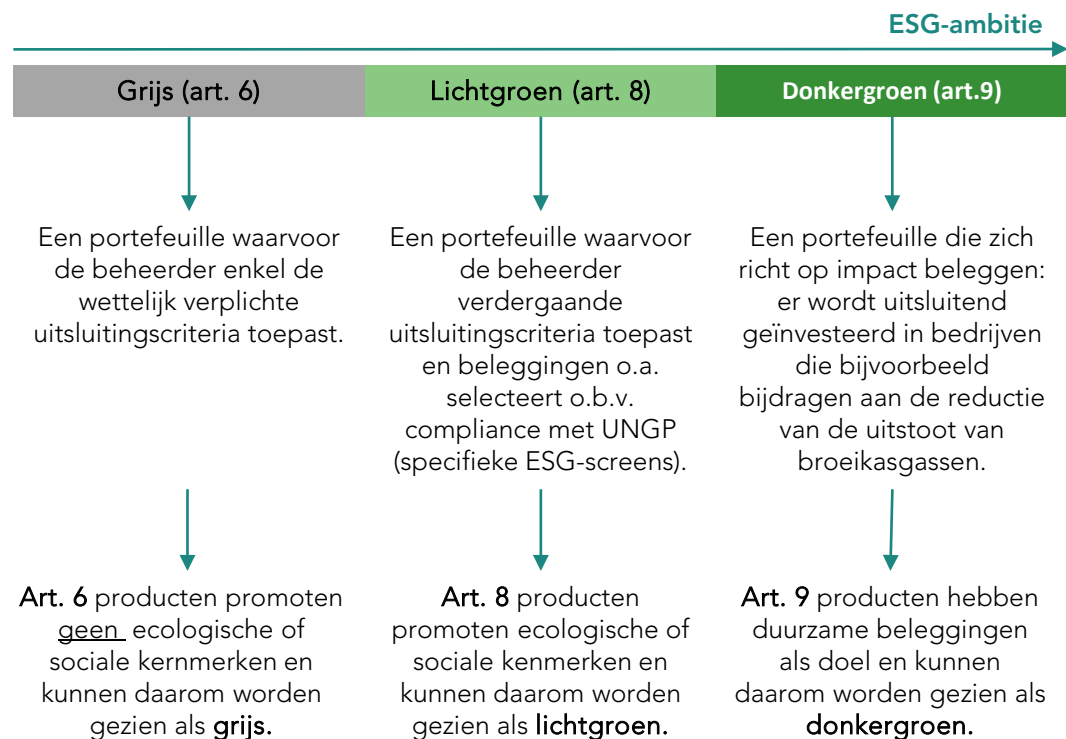 ESG-ambitie
Grijs (art. 6)
Lichtgroen (art. 8)
Donkergroen (art.9)
Een portefeuille waarvoor
de beheerder enkel de
wettelijk verplichte
uitsluitingscriteria toepast.
Een portefeuille waarvoor
de beheerder
verdergaande
uitsluitingscriteria toepast
en beleggingen o.a.
selecteert o.b.v.
compliance met UNGP
(specifieke ESG-screens).
Een portefeuille die zich
richt op impact beleggen:
er wordt uitsluitend
geïnvesteerd in bedrijven
die bijvoorbeeld
bijdragen aan de reductie
van de uitstoot van
broeikasgassen.
Art. 6 producten promoten
geen ecologische of
sociale kernmerken en
kunnen daarom worden
gezien als grijs.
Art. 8 producten
promoten ecologische of
sociale kenmerken en
kunnen daarom worden
gezien als lichtgroen.
Art. 9 producten hebben
duurzame beleggingen
als doel en kunnen
daarom worden gezien als
donkergroen.